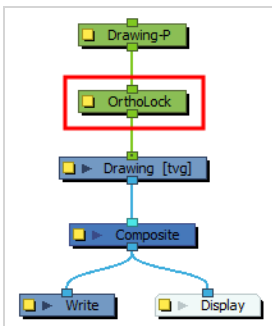 Drawing-P
OrthoLock
Drawing [tvg]
Composite
Write
Display